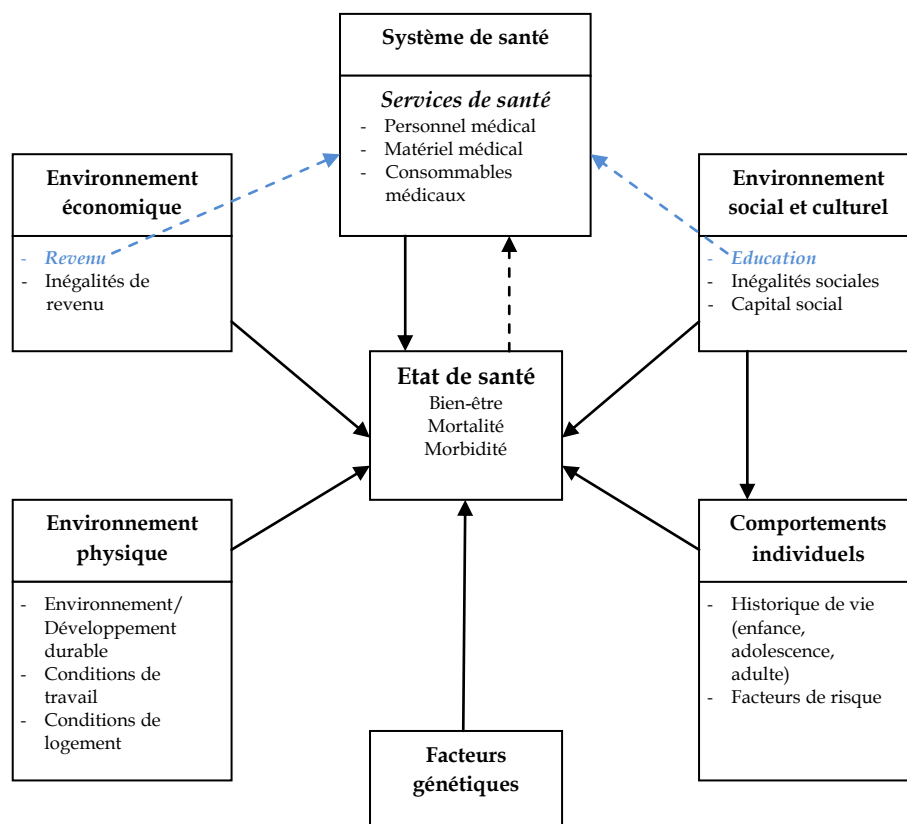 Système de santé
Services de santé
- Personnel médical
- Matériel médical
- Consommables
médicaux
Environnement
économique
- Revenu
- Inégalités de
revenu
Environnement
social et culturel
- Education
- Inégalités sociales
- Capital social
Etat de santé
Bien-être
Mortalité
Morbidité
Environnement
physique
- Environnement/
Développement
durable
- Conditions de
travail
- Conditions de
logement
Comportements
individuels
- Historique de vie
(enfance,
adolescence,
adulte)
- Facteurs de risque
Facteurs
génétiques